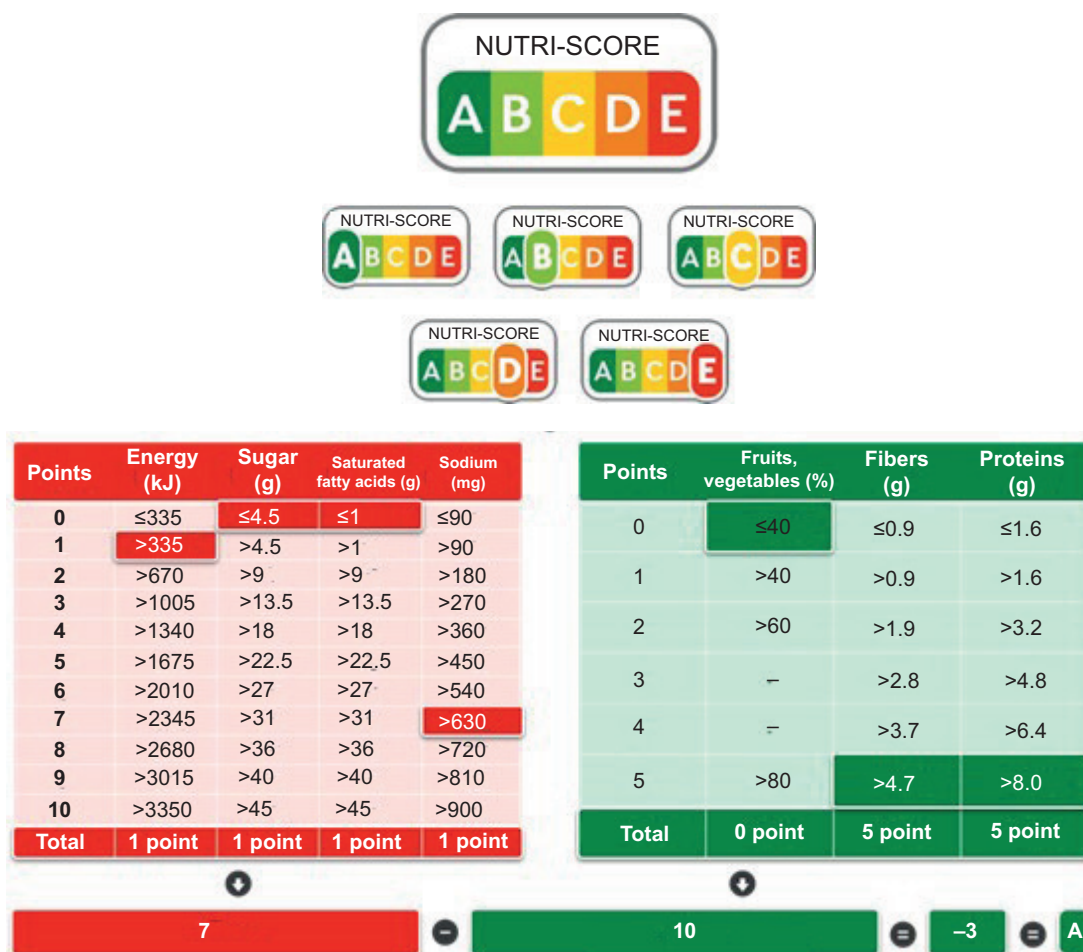 NUTRI-SCORE
A B C D E
NUTRI-SCORE NUTRI-SCORE NUTRI-SCORE
A B C D E A B C D E A B C D E
NUTRI-SCORE NUTRI-SCORE
A B C D E A B C D E
Points Energy (kJ) Sugar (g) Saturated fatty acids (g) Sodium (mg)
0 ≤335 ≤4.5 ≤1 ≤90
1 >335 >4.5 >1 >90
2 >670 >9 >9 >180
3 >1005 >13.5 >13.5 >270
4 >1340 >18 >18 >360
5 >1675 >22.5 >22.5 >450
6 >2010 >27 >27 >540
7 >2345 >31 >31 >630
8 >2680 >36 >36 >720
9 >3015 >40 >40 >810
10 >3350 >45 >45 >900
Total 1 point 1 point 1 point 1 point
Points Fruits, vegetables (%) Fibers (g) Proteins (g)
0 ≤40 ≤0.9 ≤1.6
1 >40 >0.9 >1.6
2 >60 >1.9 >3.2
3 – >2.8 >4.8
4 – >3.7 >6.4
5 >80 >4.7 >8.0
Total 0 point 5 point 5 point
7 – 10 = –3 = A